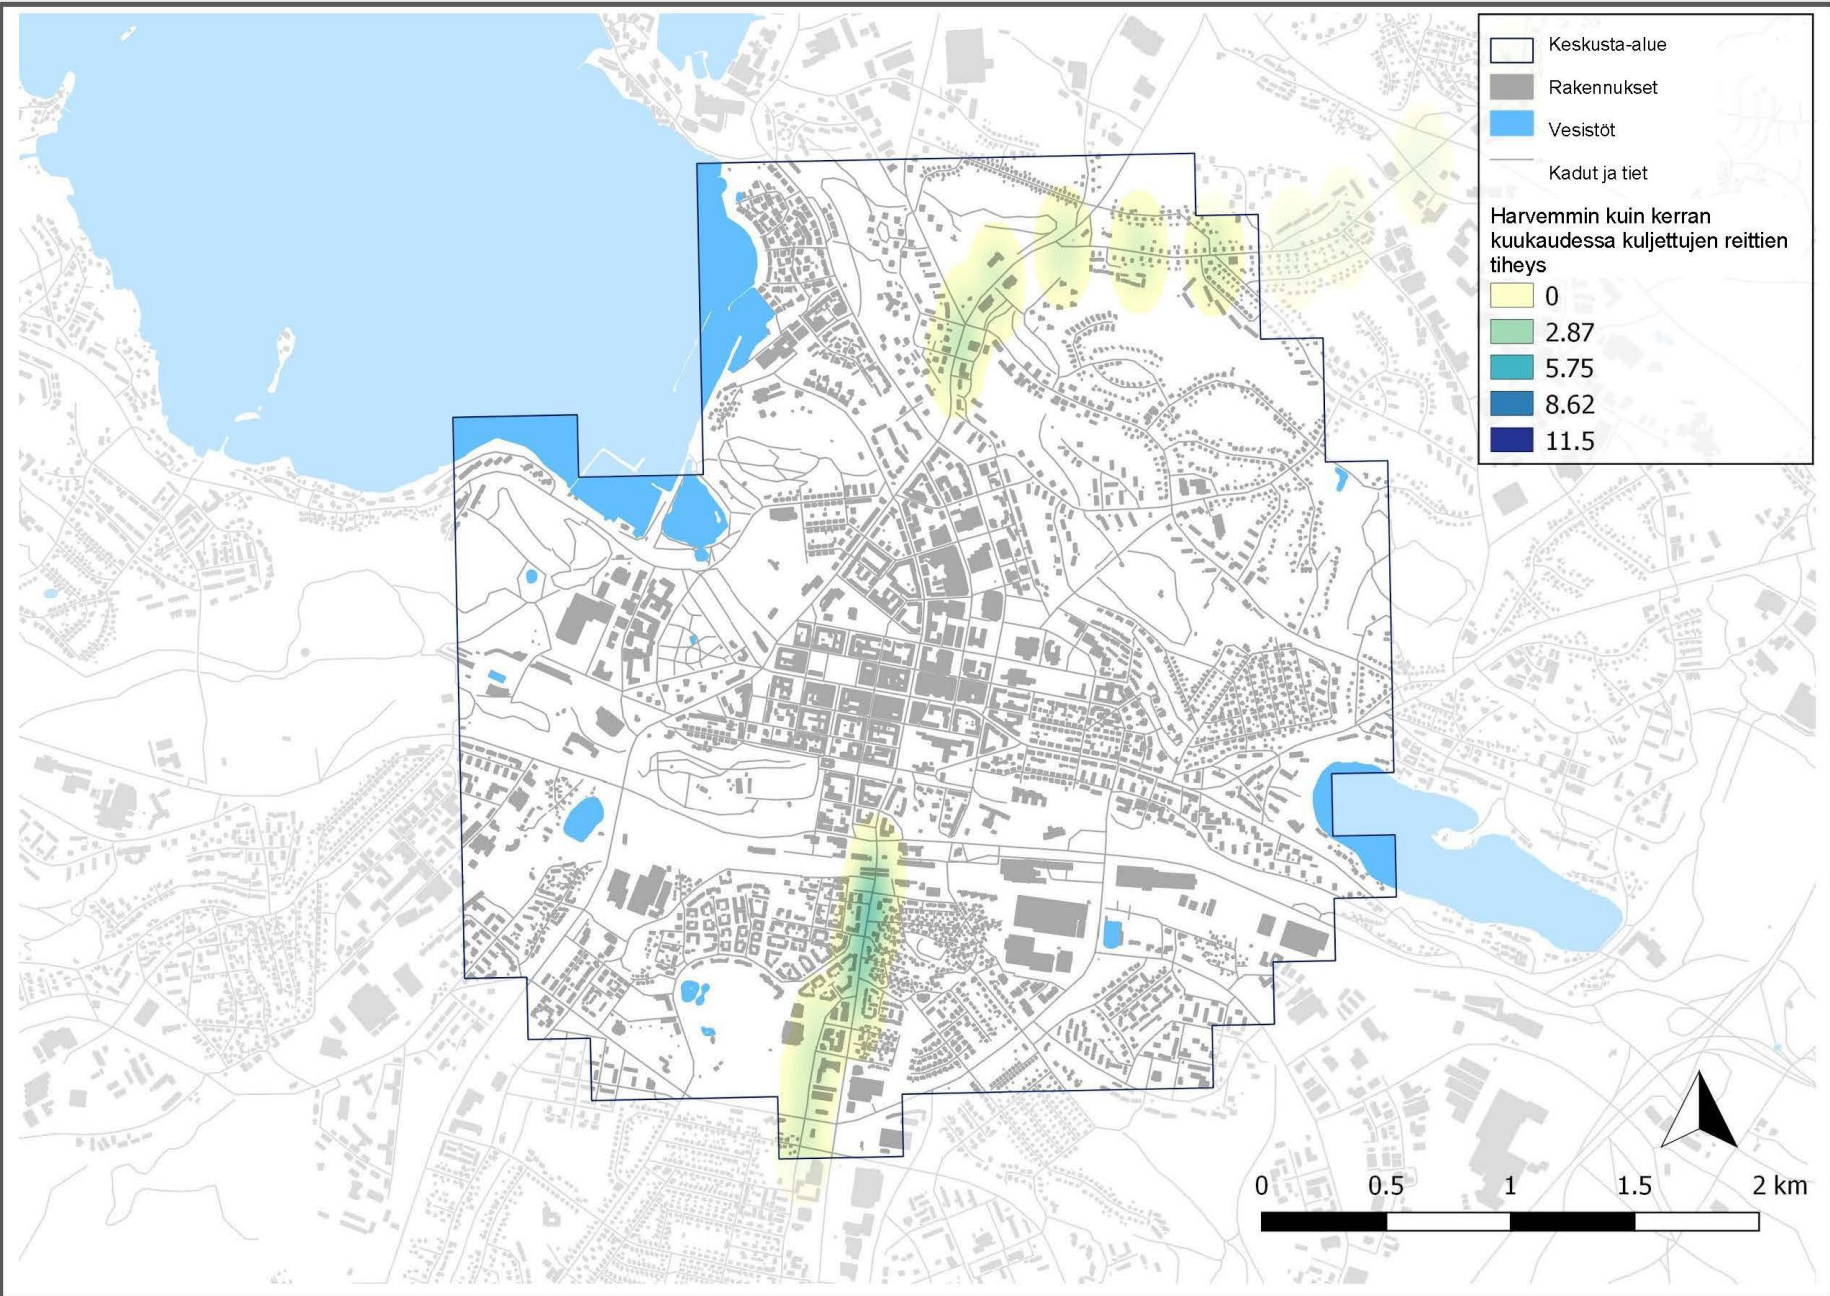 Keskusta-alue
Rakennukset
Vesistöt
Kadut ja tiet
Harvemmin kuin kerran
kuukaudessa kuljettujen reittien
tiheys
0
2.87
5.75
8.62
11.5
0 0.5 1 1.5 2 km